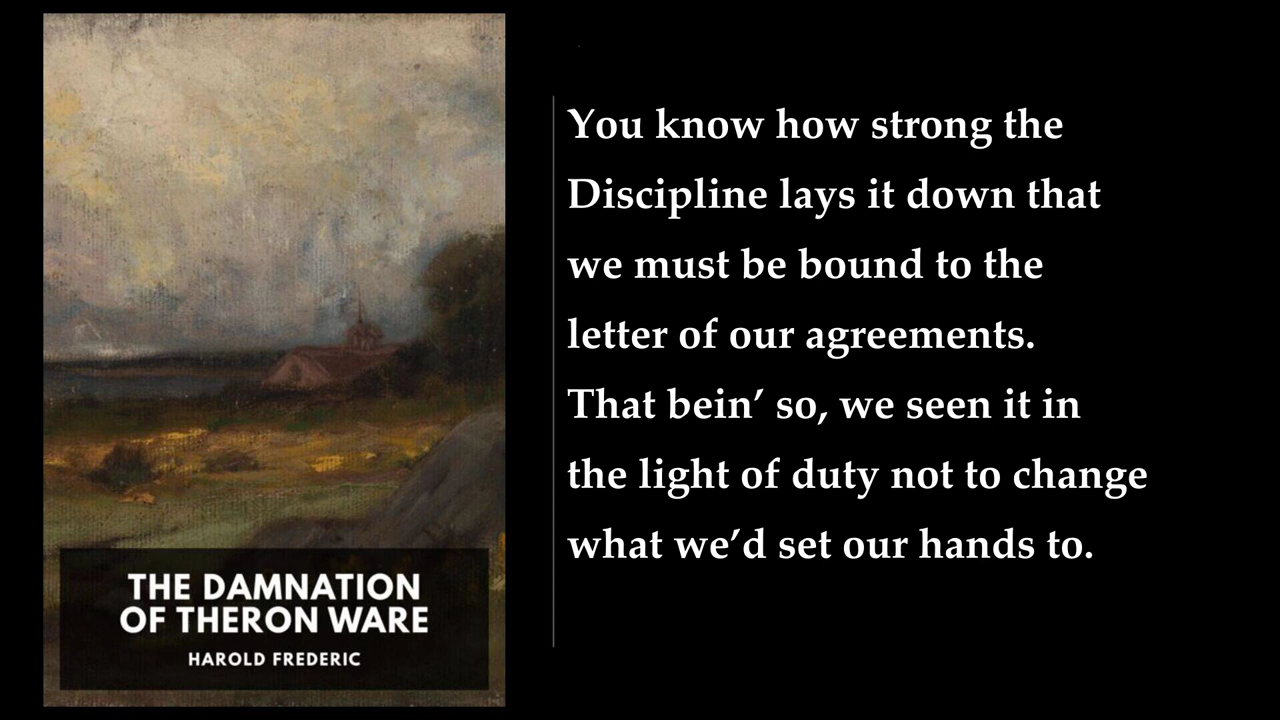 You know how strong the
Discipline lays it down that
we must be bound to the
letter of our agreements.
That bein’ so, we seen it in
the light of duty not to change
what we’d set our hands to.
THE DAMNATION
OF THERON WARE
HAROLD FREDERIC